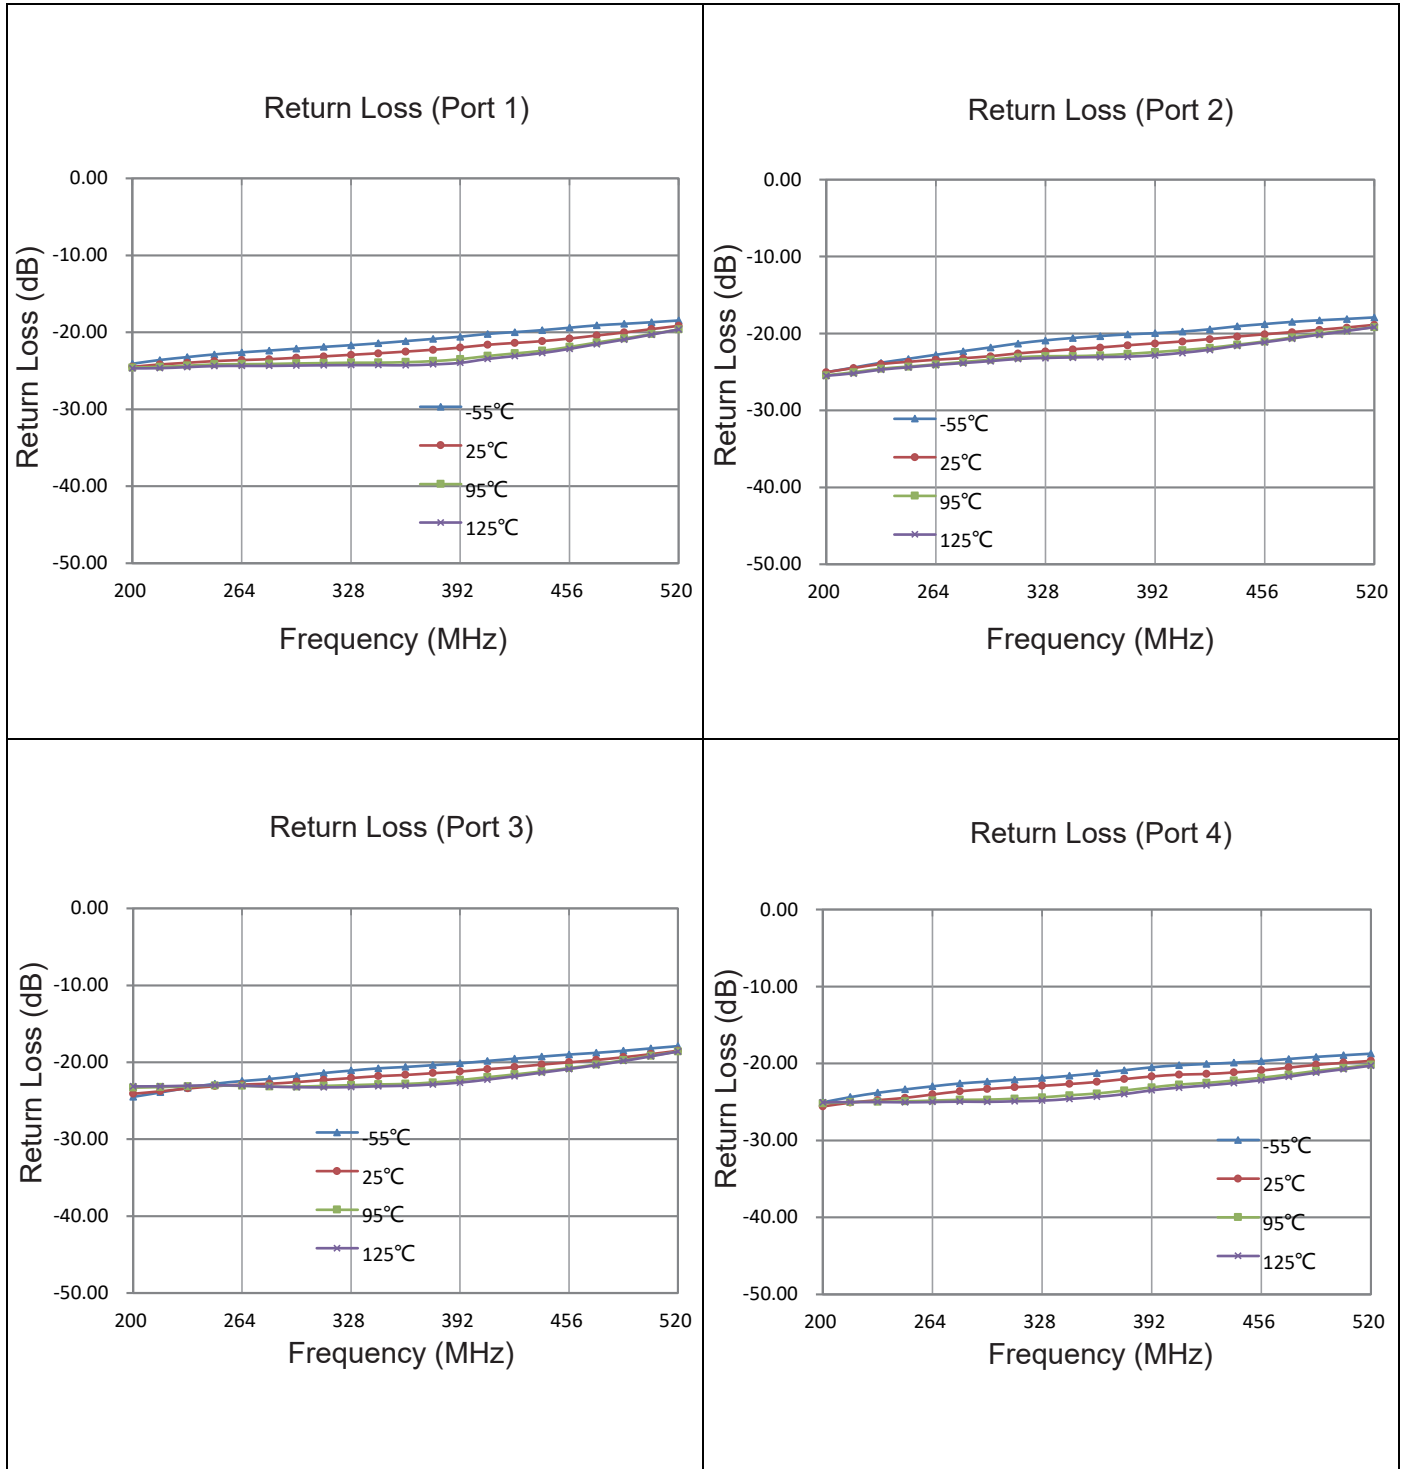 Return Loss (Port 1)
0.00
-10.00
-20.00
-30.00
-40.00
-50.00
Return Loss (dB)
-55℃
25℃
95℃
125℃
200 264 328 392 456 520
Frequency (MHz)
Return Loss (Port 2)
0.00
-10.00
-20.00
-30.00
-40.00
-50.00
Return Loss (dB)
-55℃
25℃
95℃
125℃
200 264 328 392 456 520
Frequency (MHz)
Return Loss (Port 3)
0.00
-10.00
-20.00
-30.00
-40.00
-50.00
Return Loss (dB)
-55℃
25℃
95℃
125℃
200 264 328 392 456 520
Frequency (MHz)
Return Loss (Port 4)
0.00
-10.00
-20.00
-30.00
-40.00
-50.00
Return Loss (dB)
-55℃
25℃
95℃
125℃
200 264 328 392 456 520
Frequency (MHz)